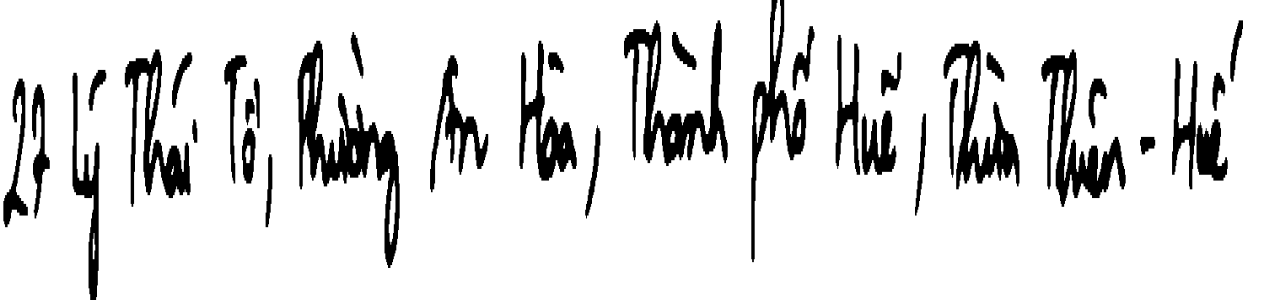 27 Lý Thái Tổ, Phường An Hòa, Thành phố Huế, Thừa Thiên - Huế